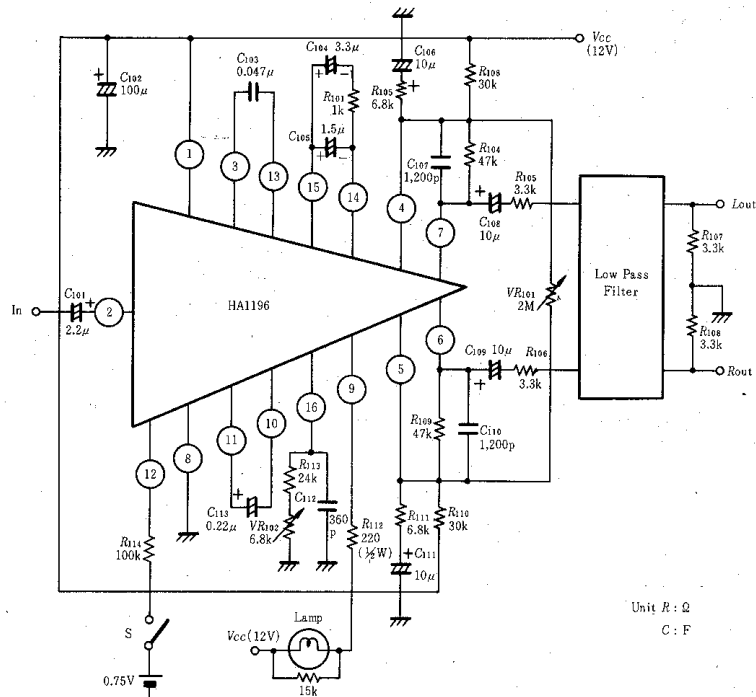 C106
10μ
Vcc
(12V)
C104 3.3μ
+ −
C103
0.047μ
+
C102
100μ
R101
1k
R105
6.8k
+
R108
30k
C105
1.5μ
+ −
1
3
13
15
14
4
C107
1,200p
R104
47k
+
C108
10μ
R105
3.3k
7
Lout
R107
3.3k
In
C101
+
2.2μ
2
HA1196
VR101
2M
Low Pass
Filter
R108
3.3k
Rout
5
6
C109
10μ
+
R106
3.3k
12
8
11
10
16
9
R109
47k
C110
1,200p
R113
24k
+
C113
0.22μ
VR102
6.8k
C112
360
p
R112
220
(½W)
R111
6.8k
R110
30k
R114
100k
+
C111
10μ
S
Vcc(12V)
Lamp
15k
0.75V
Unit R : Ω
C : F